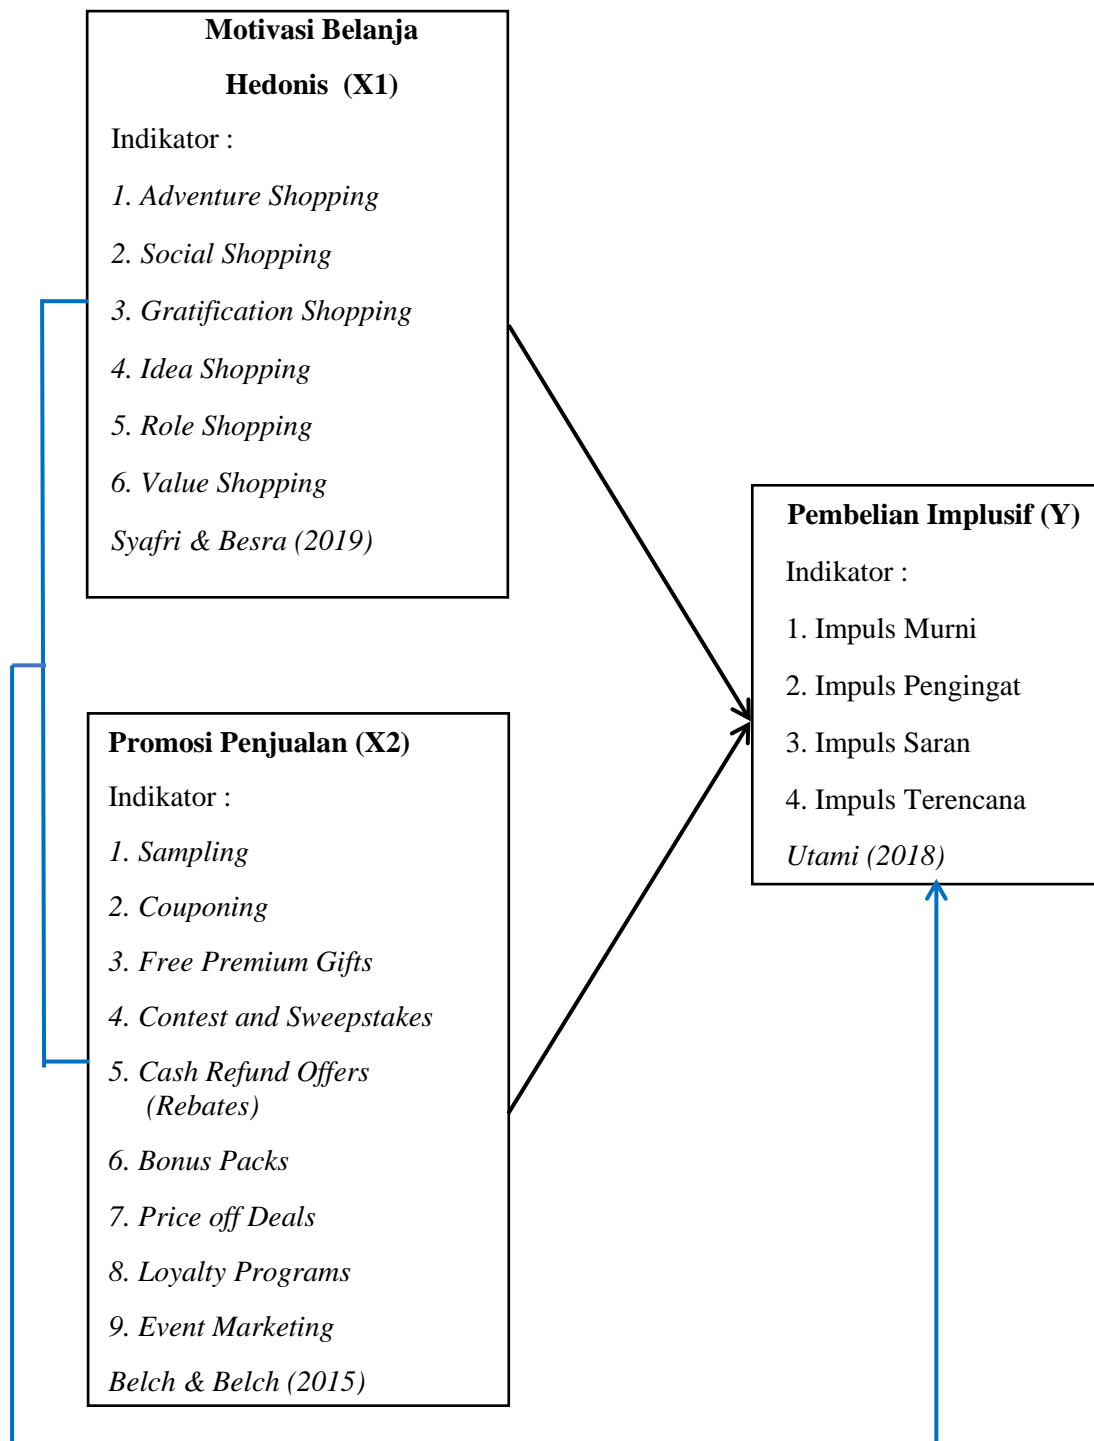 Motivasi Belanja
Hedonis (X1)
Indikator :
1. Adventure Shopping
2. Social Shopping
3. Gratification Shopping
4. Idea Shopping
5. Role Shopping
6. Value Shopping
Syafri & Besra (2019)
Promosi Penjualan (X2)
Indikator :
1. Sampling
2. Couponing
3. Free Premium Gifts
4. Contest and Sweepstakes
5. Cash Refund Offers
(Rebates)
6. Bonus Packs
7. Price off Deals
8. Loyalty Programs
9. Event Marketing
Belch & Belch (2015)
Pembelian Implusif (Y)
Indikator :
1. Impuls Murni
2. Impuls Pengingat
3. Impuls Saran
4. Impuls Terencana
Utami (2018)